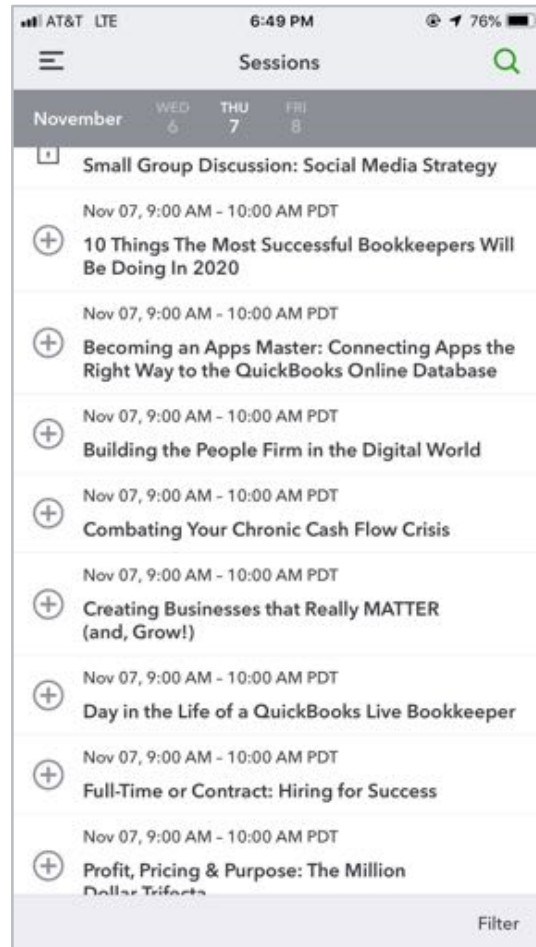 AT&T LTE 6:49 PM 76%
Sessions
November WED 6 THU 7 FRI 8
Small Group Discussion: Social Media Strategy
Nov 07, 9:00 AM – 10:00 AM PDT
10 Things The Most Successful Bookkeepers Will
Be Doing In 2020
Nov 07, 9:00 AM – 10:00 AM PDT
Becoming an Apps Master: Connecting Apps the
Right Way to the QuickBooks Online Database
Nov 07, 9:00 AM – 10:00 AM PDT
Building the People Firm in the Digital World
Nov 07, 9:00 AM – 10:00 AM PDT
Combating Your Chronic Cash Flow Crisis
Nov 07, 9:00 AM – 10:00 AM PDT
Creating Businesses that Really MATTER
(and, Grow!)
Nov 07, 9:00 AM – 10:00 AM PDT
Day in the Life of a QuickBooks Live Bookkeeper
Nov 07, 9:00 AM – 10:00 AM PDT
Full-Time or Contract: Hiring for Success
Nov 07, 9:00 AM – 10:00 AM PDT
Profit, Pricing & Purpose: The Million
Dollar Trifecta
Filter